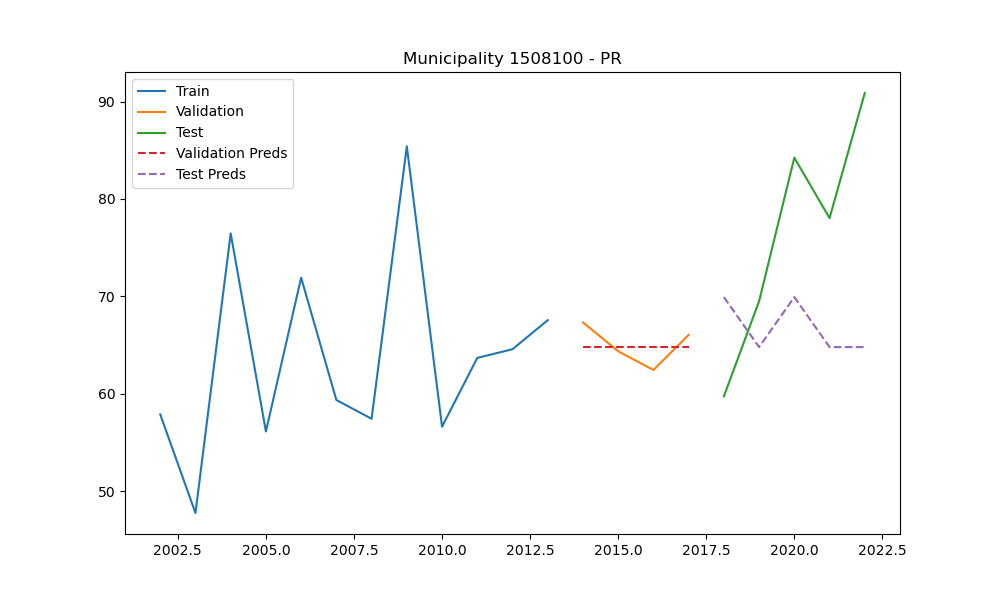 Municipality 1508100 - PR
Train
Validation
Test
Validation Preds
Test Preds
90
80
70
60
50
2002.5 2005.0 2007.5 2010.0 2012.5 2015.0 2017.5 2020.0 2022.5